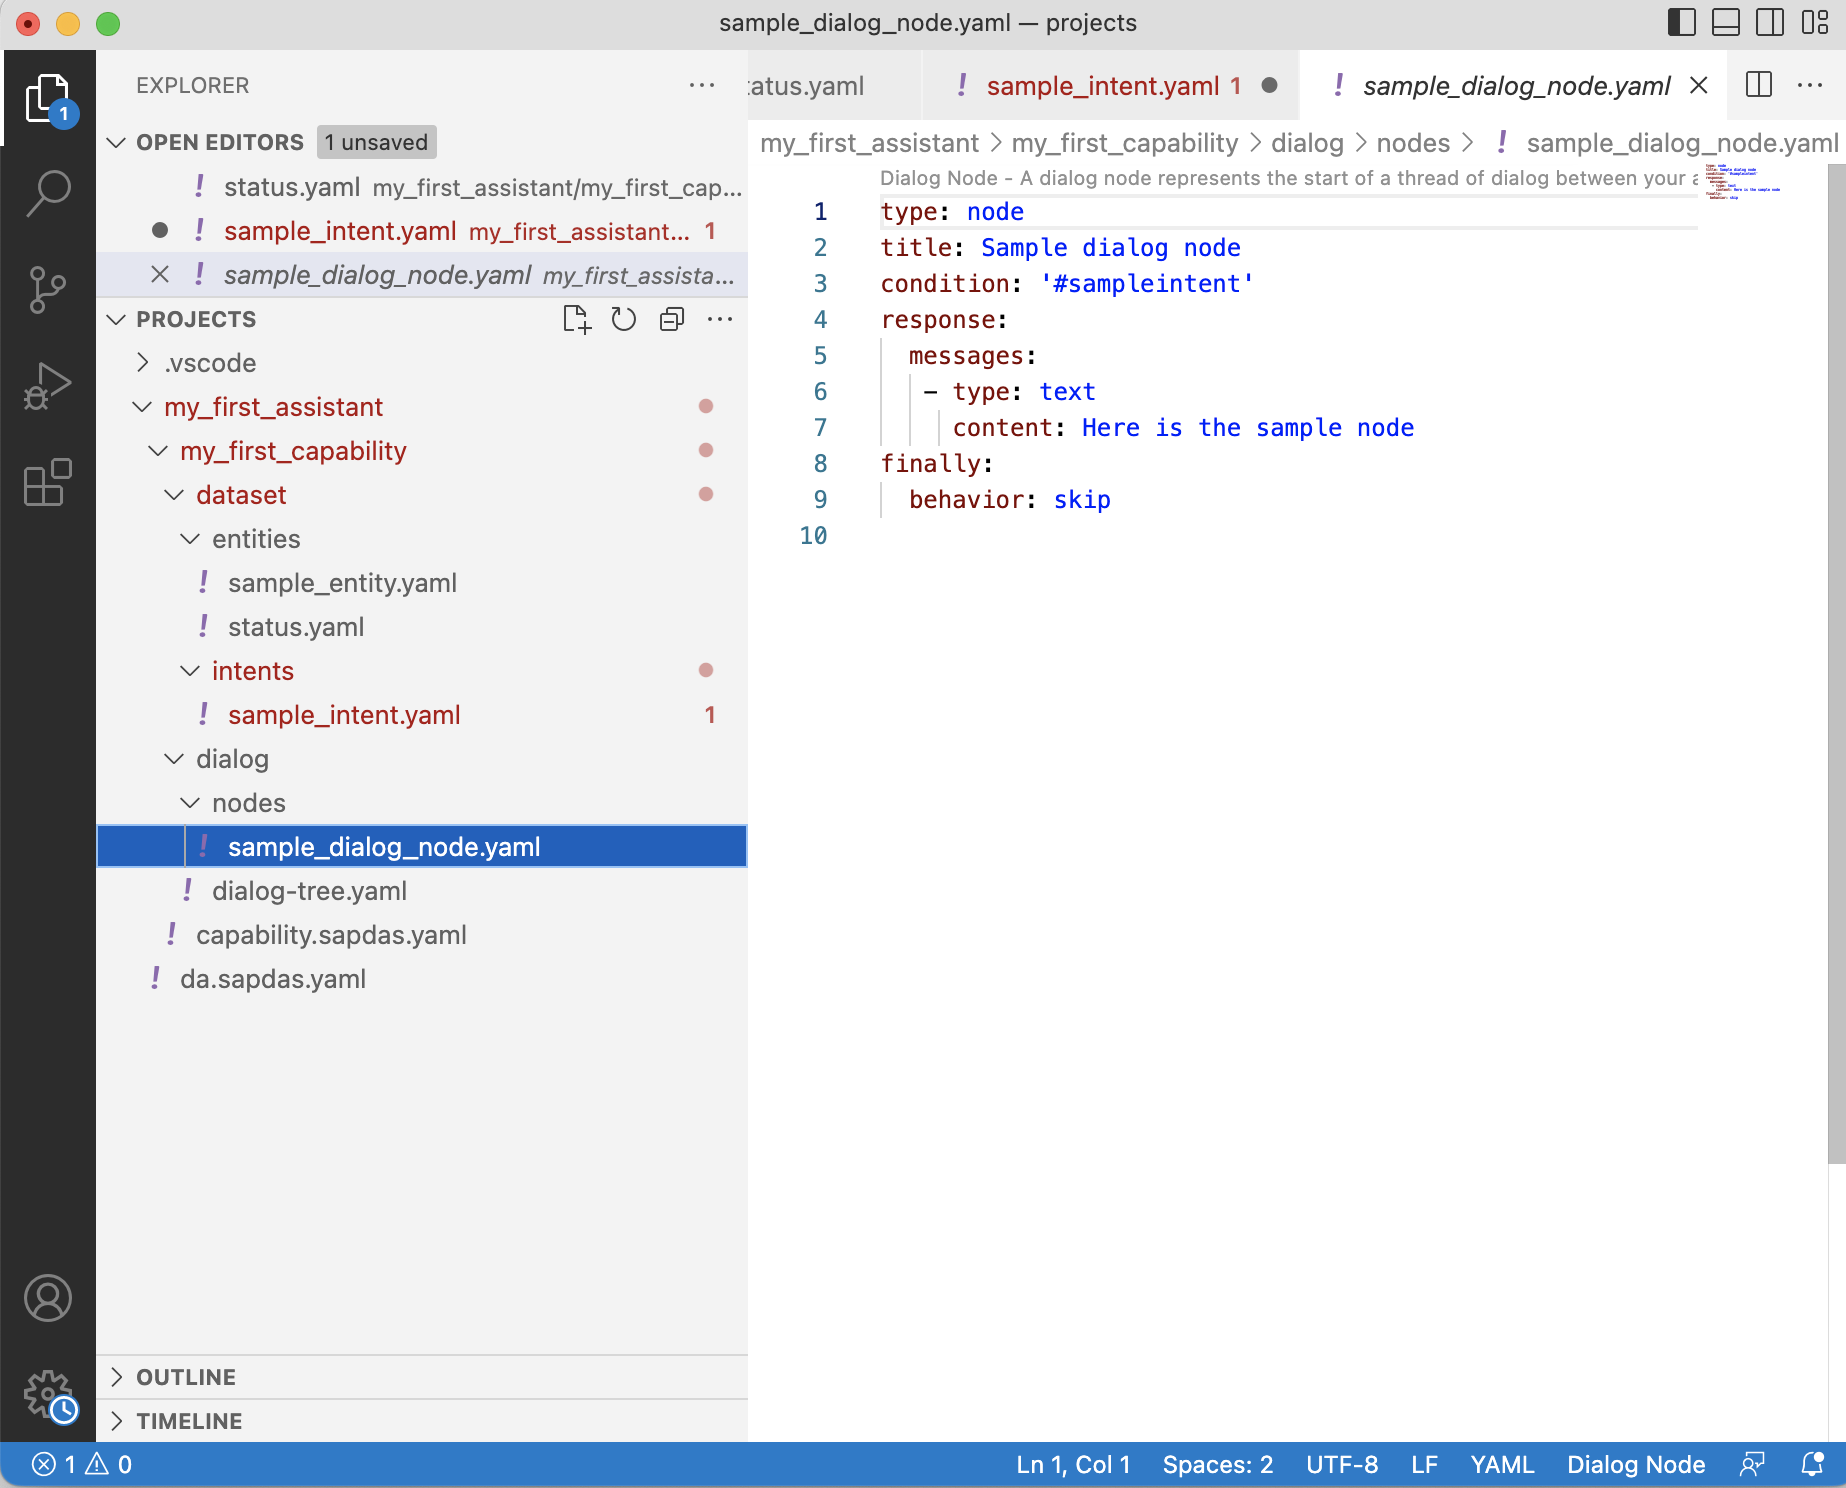 sample_dialog_node.yaml — projects
1
EXPLORER
OPEN EDITORS 1 unsaved
! status.yaml my_first_assistant/my_first_cap...
! sample_intent.yaml my_first_assistant... 1
! sample_dialog_node.yaml my_first_assista...
PROJECTS
.vscode
my_first_assistant
my_first_capability
dataset
entities
! sample_entity.yaml
! status.yaml
intents
! sample_intent.yaml 1
dialog
nodes
! sample_dialog_node.yaml
! dialog-tree.yaml
! capability.sapdas.yaml
! da.sapdas.yaml
OUTLINE
TIMELINE
tatus.yaml ! sample_intent.yaml 1 ! sample_dialog_node.yaml
my_first_assistant > my_first_capability > dialog > nodes > ! sample_dialog_node.yaml
Dialog Node - A dialog node represents the start of a thread of dialog between your a
1 type: node
2 title: Sample dialog node
3 condition: '#sampleintent'
4 response:
5 messages:
6 - type: text
7 content: Here is the sample node
8 finally:
9 behavior: skip
10
1 0 Ln 1, Col 1 Spaces: 2 UTF-8 LF YAML Dialog Node